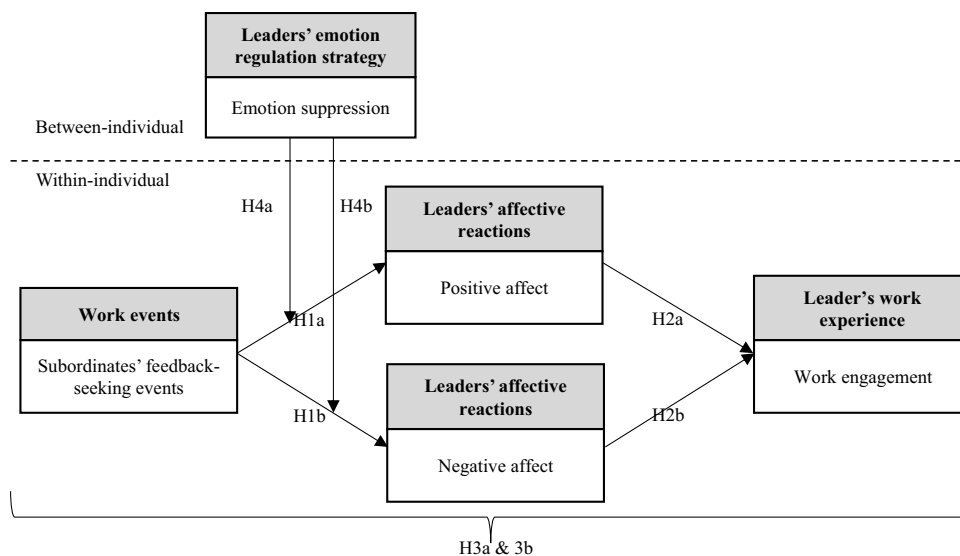 Leaders’ emotion
regulation strategy
Emotion suppression
Between-individual
Within-individual
H4a
H4b
Leaders’ affective
reactions
Positive affect
Work events
Subordinates’ feedback-
seeking events
H1a
H1b
Leaders’ affective
reactions
Negative affect
H2a
H2b
Leader’s work
experience
Work engagement
H3a & 3b